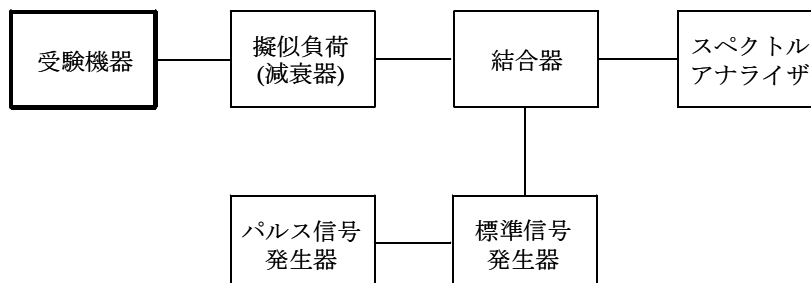 受験機器
擬似負荷
(減衰器)
結合器
スペクトル
アナライザ
パルス信号
発生器
標準信号
発生器